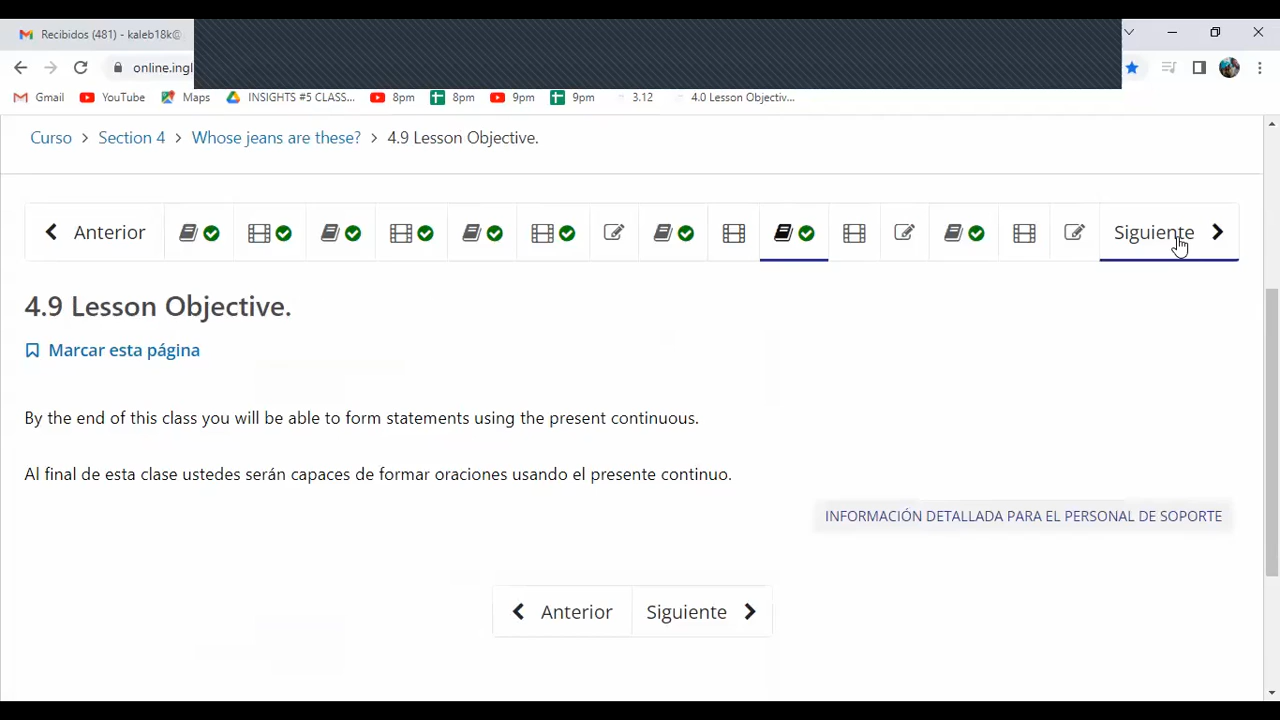 Recibidos (481) - kaleb18k@
online.ingl
Gmail YouTube Maps INSIGHTS #5 CLASS... 8pm 8pm 9pm 9pm 3.12 4.0 Lesson Objectiv...
Curso > Section 4 > Whose jeans are these? > 4.9 Lesson Objective.
Anterior Siguiente
4.9 Lesson Objective.
Marcar esta página
By the end of this class you will be able to form statements using the present continuous.
Al final de esta clase ustedes serán capaces de formar oraciones usando el presente continuo.
INFORMACIÓN DETALLADA PARA EL PERSONAL DE SOPORTE
Anterior Siguiente